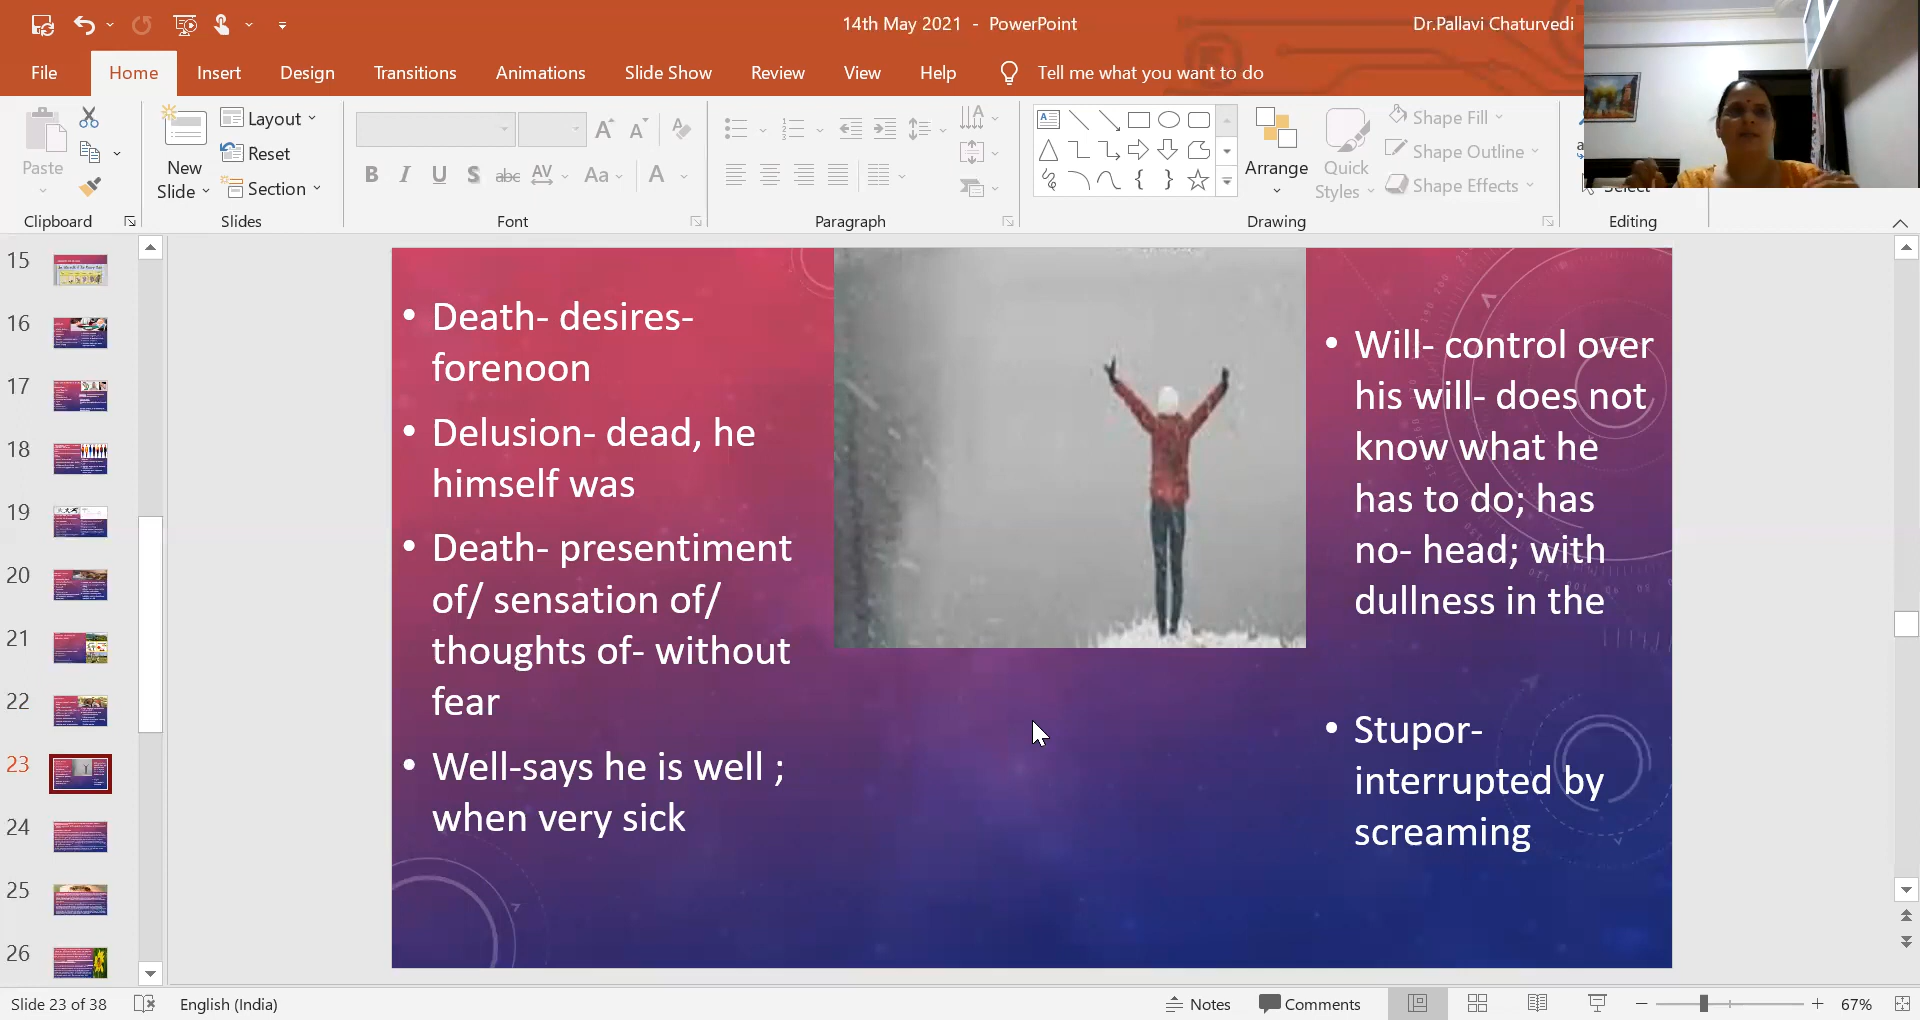 14th May 2021 - PowerPoint
Dr.Pallavi Chaturvedi
File Home Insert Design Transitions Animations Slide Show Review View Help Tell me what you want to do
Paste
New
Slide
Layout
Reset
Section
B I U S abc AV Aa A
Arrange
Quick
Styles
Shape Fill
Shape Outline
Shape Effects
Select
Clipboard Slides Font Paragraph Drawing Editing
15
16
17
18
19
20
21
22
23
24
25
26
• Death- desires-
forenoon
• Delusion- dead, he
himself was
• Death- presentiment
of/ sensation of/
thoughts of- without
fear
• Well-says he is well ;
when very sick
• Will- control over
his will- does not
know what he
has to do; has
no- head; with
dullness in the
• Stupor-
interrupted by
screaming
Slide 23 of 38 English (India) Notes Comments 67%